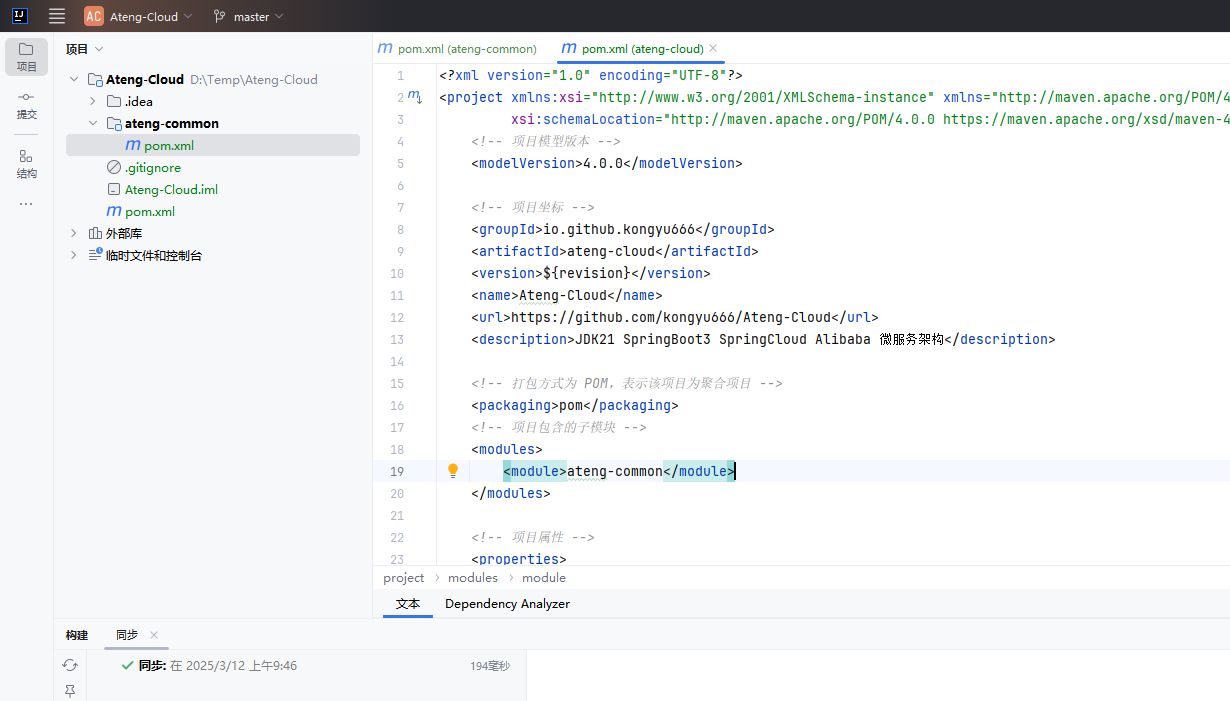 AC Ateng-Cloud master
项目
提交
结构
项目
Ateng-Cloud D:\Temp\Ateng-Cloud
.idea
ateng-common
pom.xml
.gitignore
Ateng-Cloud.iml
pom.xml
外部库
临时文件和控制台
pom.xml (ateng-common) pom.xml (ateng-cloud)
1 <?xml version="1.0" encoding="UTF-8"?>
2 <project xmlns:xsi="http://www.w3.org/2001/XMLSchema-instance" xmlns="http://maven.apache.org/POM/4
3 xsi:schemaLocation="http://maven.apache.org/POM/4.0.0 https://maven.apache.org/xsd/maven-4
4 <!-- 项目模型版本 -->
5 <modelVersion>4.0.0</modelVersion>
6
7 <!-- 项目坐标 -->
8 <groupId>io.github.kongyu666</groupId>
9 <artifactId>ateng-cloud</artifactId>
10 <version>${revision}</version>
11 <name>Ateng-Cloud</name>
12 <url>https://github.com/kongyu666/Ateng-Cloud</url>
13 <description>JDK21 SpringBoot3 SpringCloud Alibaba 微服务架构</description>
14
15 <!-- 打包方式为 POM，表示该项目为聚合项目 -->
16 <packaging>pom</packaging>
17 <!-- 项目包含的子模块 -->
18 <modules>
19 <module>ateng-common</module>
20 </modules>
21
22 <!-- 项目属性 -->
23 <properties>
project > modules > module
文本 Dependency Analyzer
构建 同步
同步: 在 2025/3/12 上午9:46 194毫秒